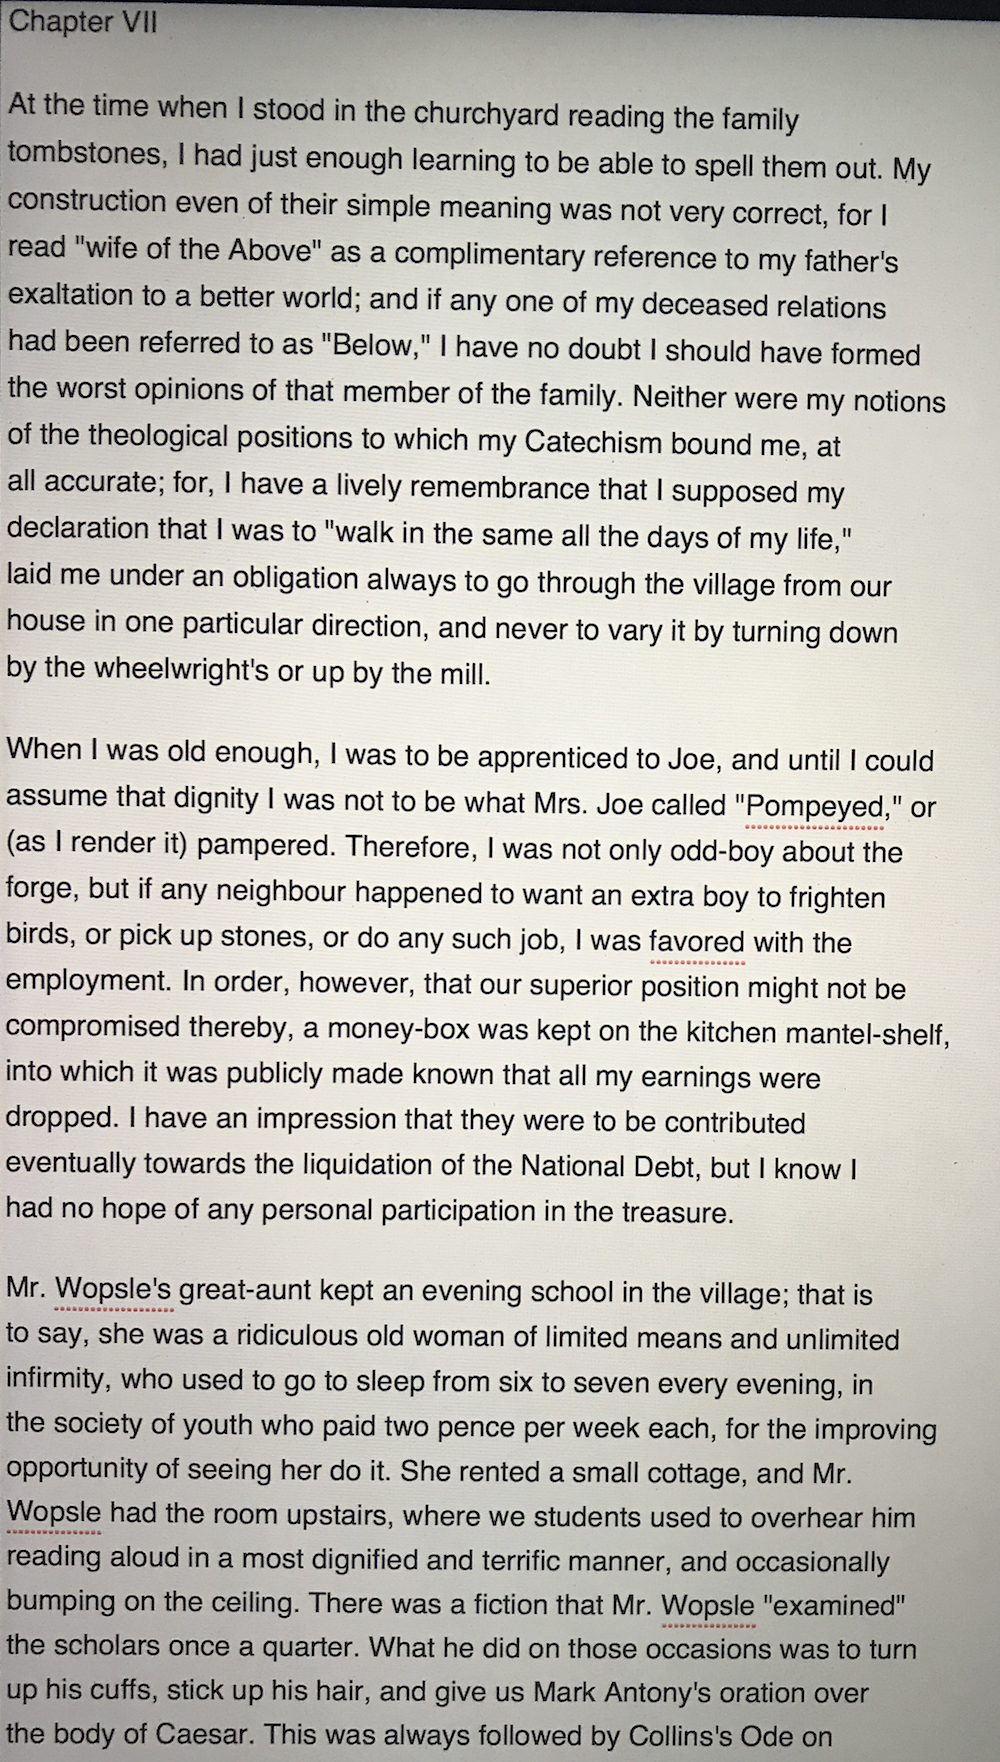 Chapter VII
At the time when I stood in the churchyard reading the family
tombstones, I had just enough learning to be able to spell them out. My
construction even of their simple meaning was not very correct, for I
read "wife of the Above" as a complimentary reference to my father's
exaltation to a better world; and if any one of my deceased relations
had been referred to as "Below," I have no doubt I should have formed
the worst opinions of that member of the family. Neither were my notions
of the theological positions to which my Catechism bound me, at
all accurate; for, I have a lively remembrance that I supposed my
declaration that I was to "walk in the same all the days of my life,"
laid me under an obligation always to go through the village from our
house in one particular direction, and never to vary it by turning down
by the wheelwright's or up by the mill.
When I was old enough, I was to be apprenticed to Joe, and until I could
assume that dignity I was not to be what Mrs. Joe called "Pompeyed," or
(as I render it) pampered. Therefore, I was not only odd-boy about the
forge, but if any neighbour happened to want an extra boy to frighten
birds, or pick up stones, or do any such job, I was favored with the
employment. In order, however, that our superior position might not be
compromised thereby, a money-box was kept on the kitchen mantel-shelf,
into which it was publicly made known that all my earnings were
dropped. I have an impression that they were to be contributed
eventually towards the liquidation of the National Debt, but I know I
had no hope of any personal participation in the treasure.
Mr. Wopsle's great-aunt kept an evening school in the village; that is
to say, she was a ridiculous old woman of limited means and unlimited
infirmity, who used to go to sleep from six to seven every evening, in
the society of youth who paid two pence per week each, for the improving
opportunity of seeing her do it. She rented a small cottage, and Mr.
Wopsle had the room upstairs, where we students used to overhear him
reading aloud in a most dignified and terrific manner, and occasionally
bumping on the ceiling. There was a fiction that Mr. Wopsle "examined"
the scholars once a quarter. What he did on those occasions was to turn
up his cuffs, stick up his hair, and give us Mark Antony's oration over
the body of Caesar. This was always followed by Collins's Ode on